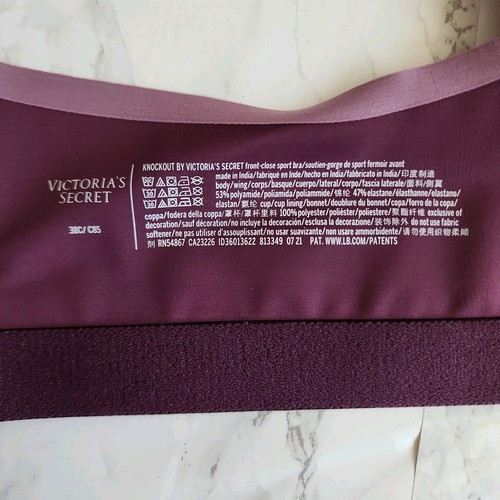 VICTORIA'S
SECRET
38C/ C85
KNOCKOUT BY VICTORIA'S SECRET front-close sport bra/soutien-gorge de sport fermoir avant
made in India/fabriqué en Inde/hecho en India/fabbricato in India/印度制造
body/wing/corps/basque/cuerpo/lateral/corpo/fascia laterale/面料/侧翼
53% polyamide/poliamida/poliammide/锦纶 47% elastane/élasthanne/elastano/
elastan/氨纶 cup/cup lining/bonnet/doublure du bonnet/copa/forro de la copa/
coppa/fodera della coppa/罩杯/罩杯里料 100% polyester/poliéster/poliestere/聚酯纤维 exclusive of
decoration/sauf décoration/no incluye la decoración/esclusa la decorazione/装饰除外 do not use fabric
softener/ne pas utiliser d'assouplissant/no usar suavizante/non usare ammorbidente/请勿使用织物柔顺
剂 RN54867 CA23226 ID36013622 813349 07 21 PAT. WWW.LB.COM/PATENTS